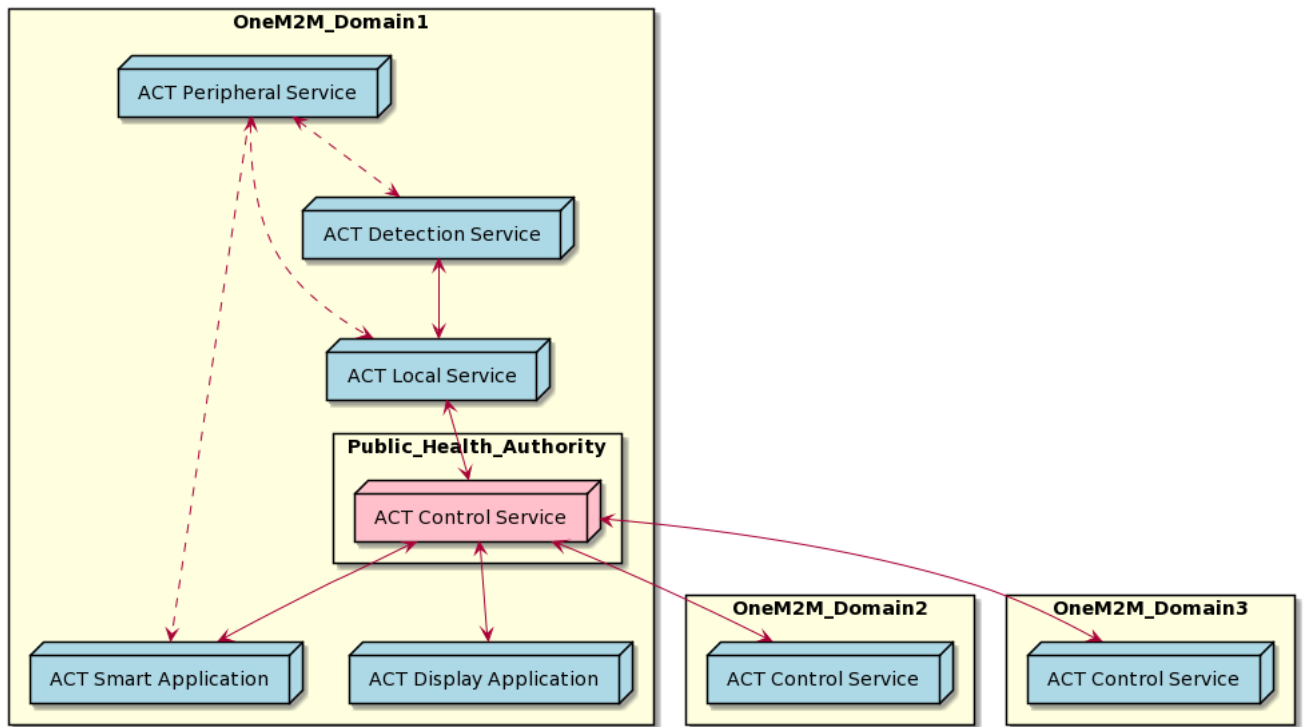 OneM2M_Domain1
ACT Peripheral Service
ACT Detection Service
ACT Local Service
Public_Health_Authority
ACT Control Service
OneM2M_Domain2
OneM2M_Domain3
ACT Smart Application
ACT Display Application
ACT Control Service
ACT Control Service